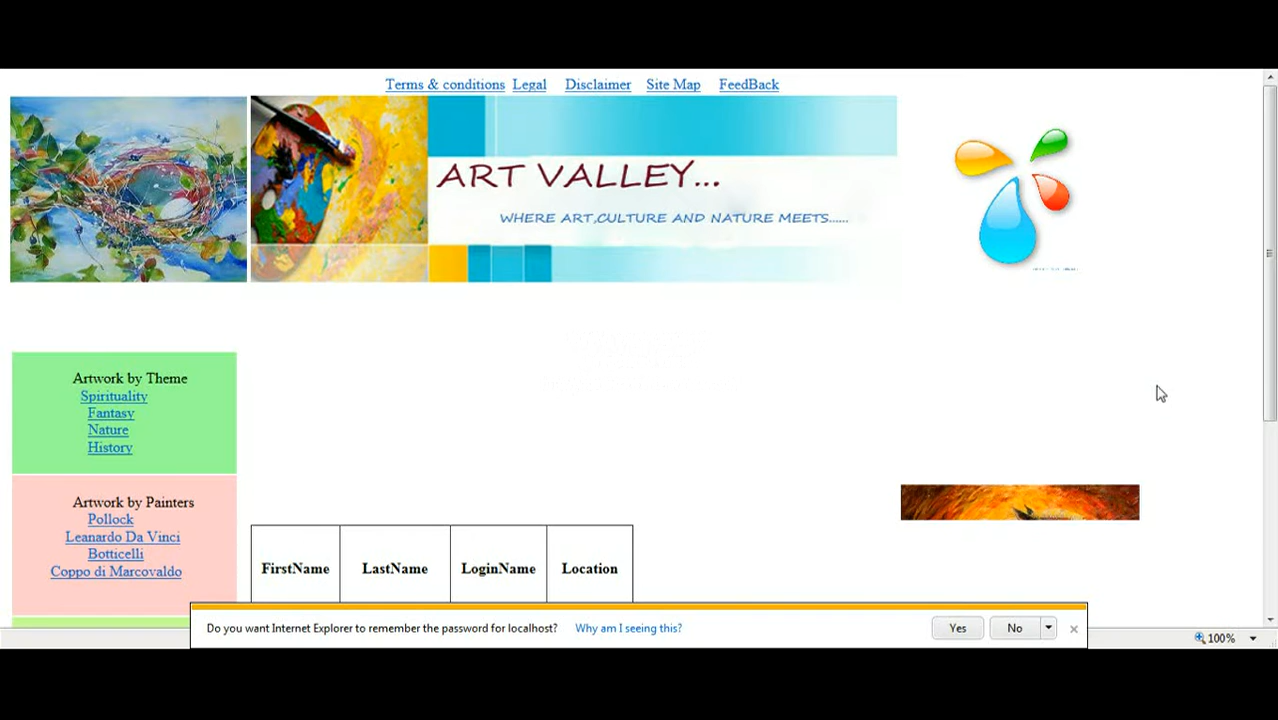 Terms & conditions Legal Disclaimer Site Map FeedBack
ART VALLEY...
WHERE ART,CULTURE AND NATURE MEETS......
Artwork by Theme
Spirituality
Fantasy
Nature
History
Artwork by Painters
Pollock
Leanardo Da Vinci
Botticelli
Coppo di Marcovaldo
FirstName LastName LoginName Location
Do you want Internet Explorer to remember the password for localhost? Why am I seeing this? Yes No
100%